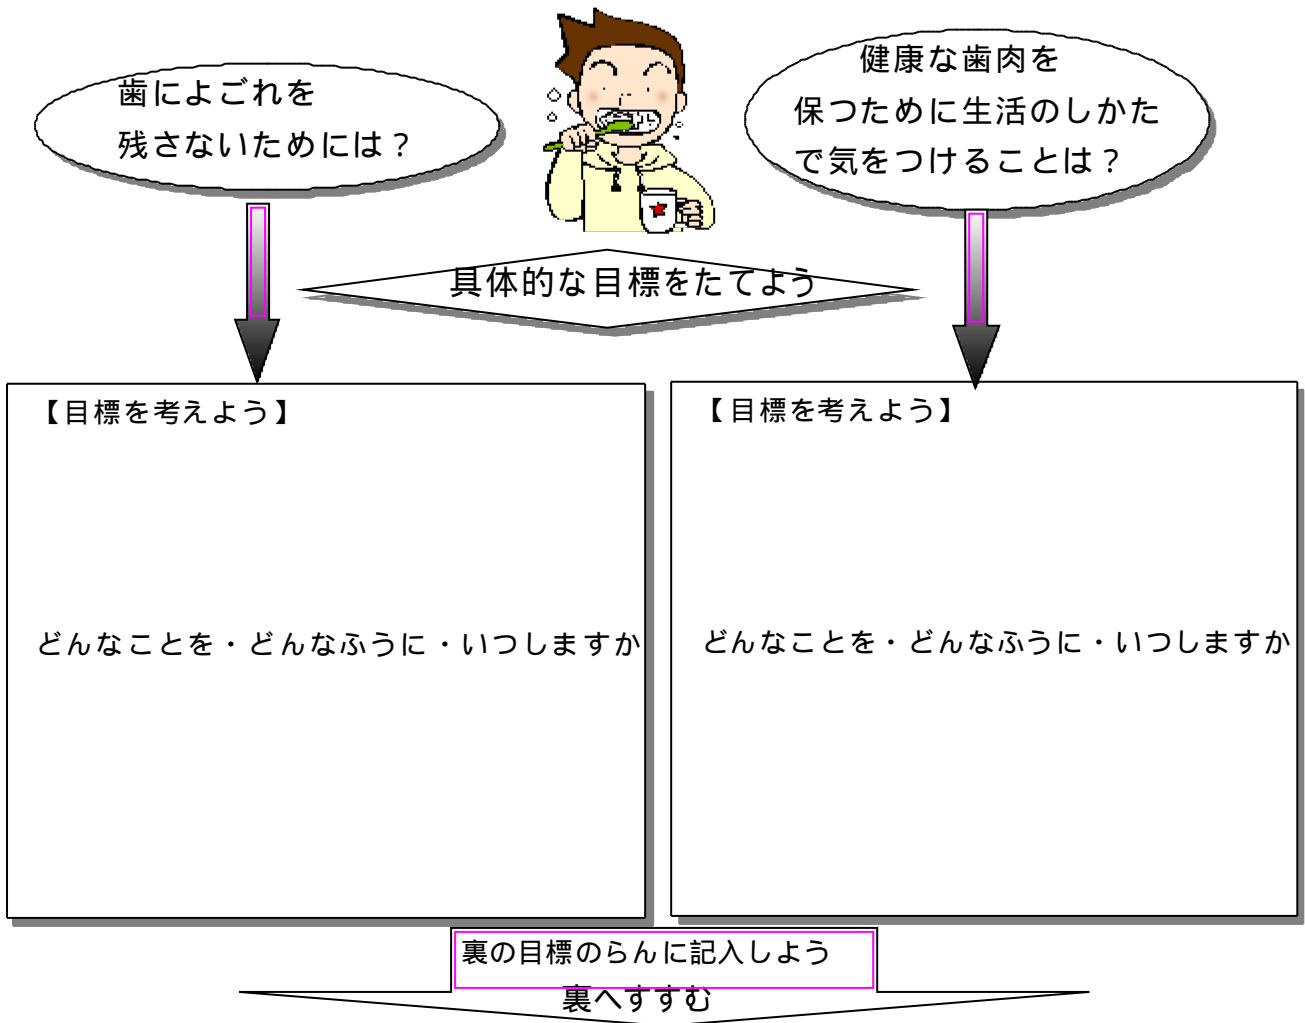 歯によごれを
残さないためには？
健康な歯肉を
保つために生活のしかた
で気をつけることは？
具体的な目標をたてよう
【目標を考えよう】
どんなことを・どんなふうに・いつしますか
【目標を考えよう】
どんなことを・どんなふうに・いつしますか
裏の目標のらんに記入しよう
裏へすすむ